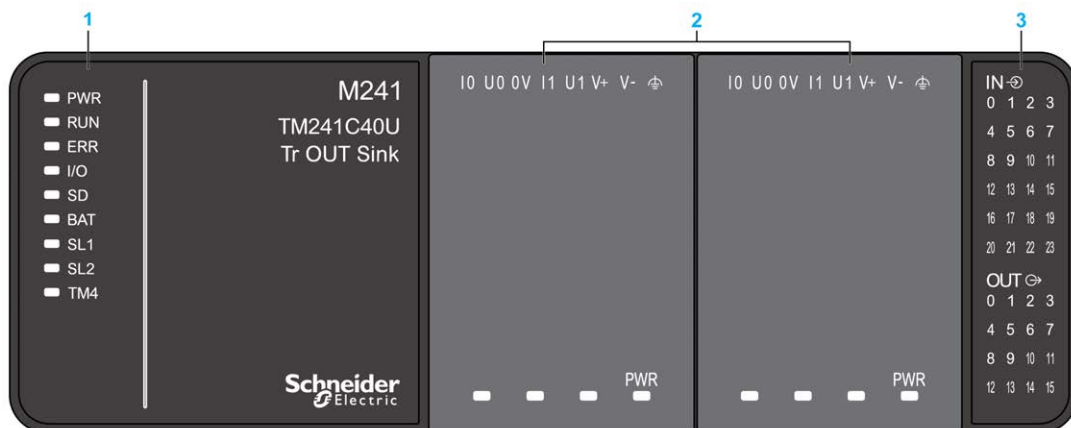 1
2
3
PWR
RUN
ERR
I/O
SD
BAT
SL1
SL2
TM4
M241
TM241C40U
Tr OUT Sink
Schneider
Electric
I0 U0 0V I1 U1 V+ V-
PWR
I0 U0 0V I1 U1 V+ V-
PWR
IN
0 1 2 3
4 5 6 7
8 9 10 11
12 13 14 15
16 17 18 19
20 21 22 23
OUT
0 1 2 3
4 5 6 7
8 9 10 11
12 13 14 15